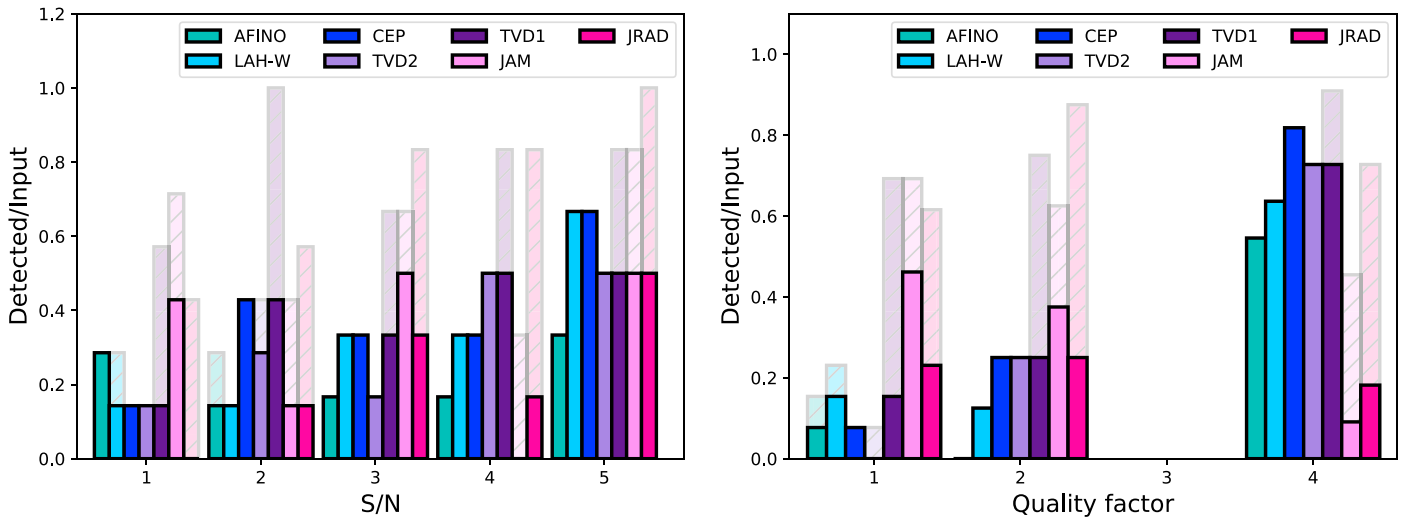 1.2
1.0
0.8
0.6
0.4
0.2
0.0
Detected/Input
AFINO CEP TVD1 JRAD
LAH-W TVD2 JAM
1 2 3 4 5
S/N
1.0
0.8
0.6
0.4
0.2
0.0
Detected/Input
AFINO CEP TVD1 JRAD
LAH-W TVD2 JAM
1 2 3 4
Quality factor